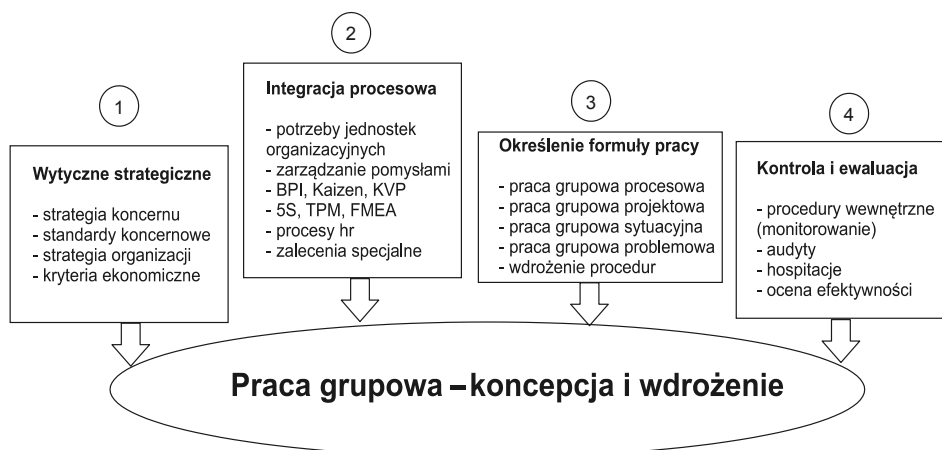 1
Wytyczne strategiczne
- strategia koncernu
- standardy koncernowe
- strategia organizacji
- kryteria ekonomiczne
2
Integracja procesowa
- potrzeby jednostek
organizacyjnych
- zarządzanie pomysłami
- BPI, Kaizen, KVP
- 5S, TPM, FMEA
- procesy hr
- zalecenia specjalne
3
Określenie formuły pracy
- praca grupowa procesowa
- praca grupowa projektowa
- praca grupowa sytuacyjna
- praca grupowa problemowa
- wdrożenie procedur
4
Kontrola i ewaluacja
- procedury wewnętrzne
(monitorowanie)
- audyty
- hospitacje
- ocena efektywności
Praca grupowa – koncepcja i wdrożenie